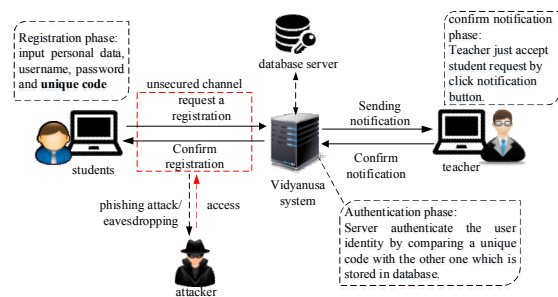 Registration phase:
input personal data,
username, password
and unique code
unsecured channel
request a
registration
Confirm
registration
students
phishing attack/
eavesdropping
access
attacker
database server
Vidyanusa
system
Sending
notification
Confirm
notification
teacher
confirm notification
phase:
Teacher just accept
student request by
click notification
button.
Authentication phase:
Server authenticate the user
identity by comparing a unique
code with the other one which is
stored in database.